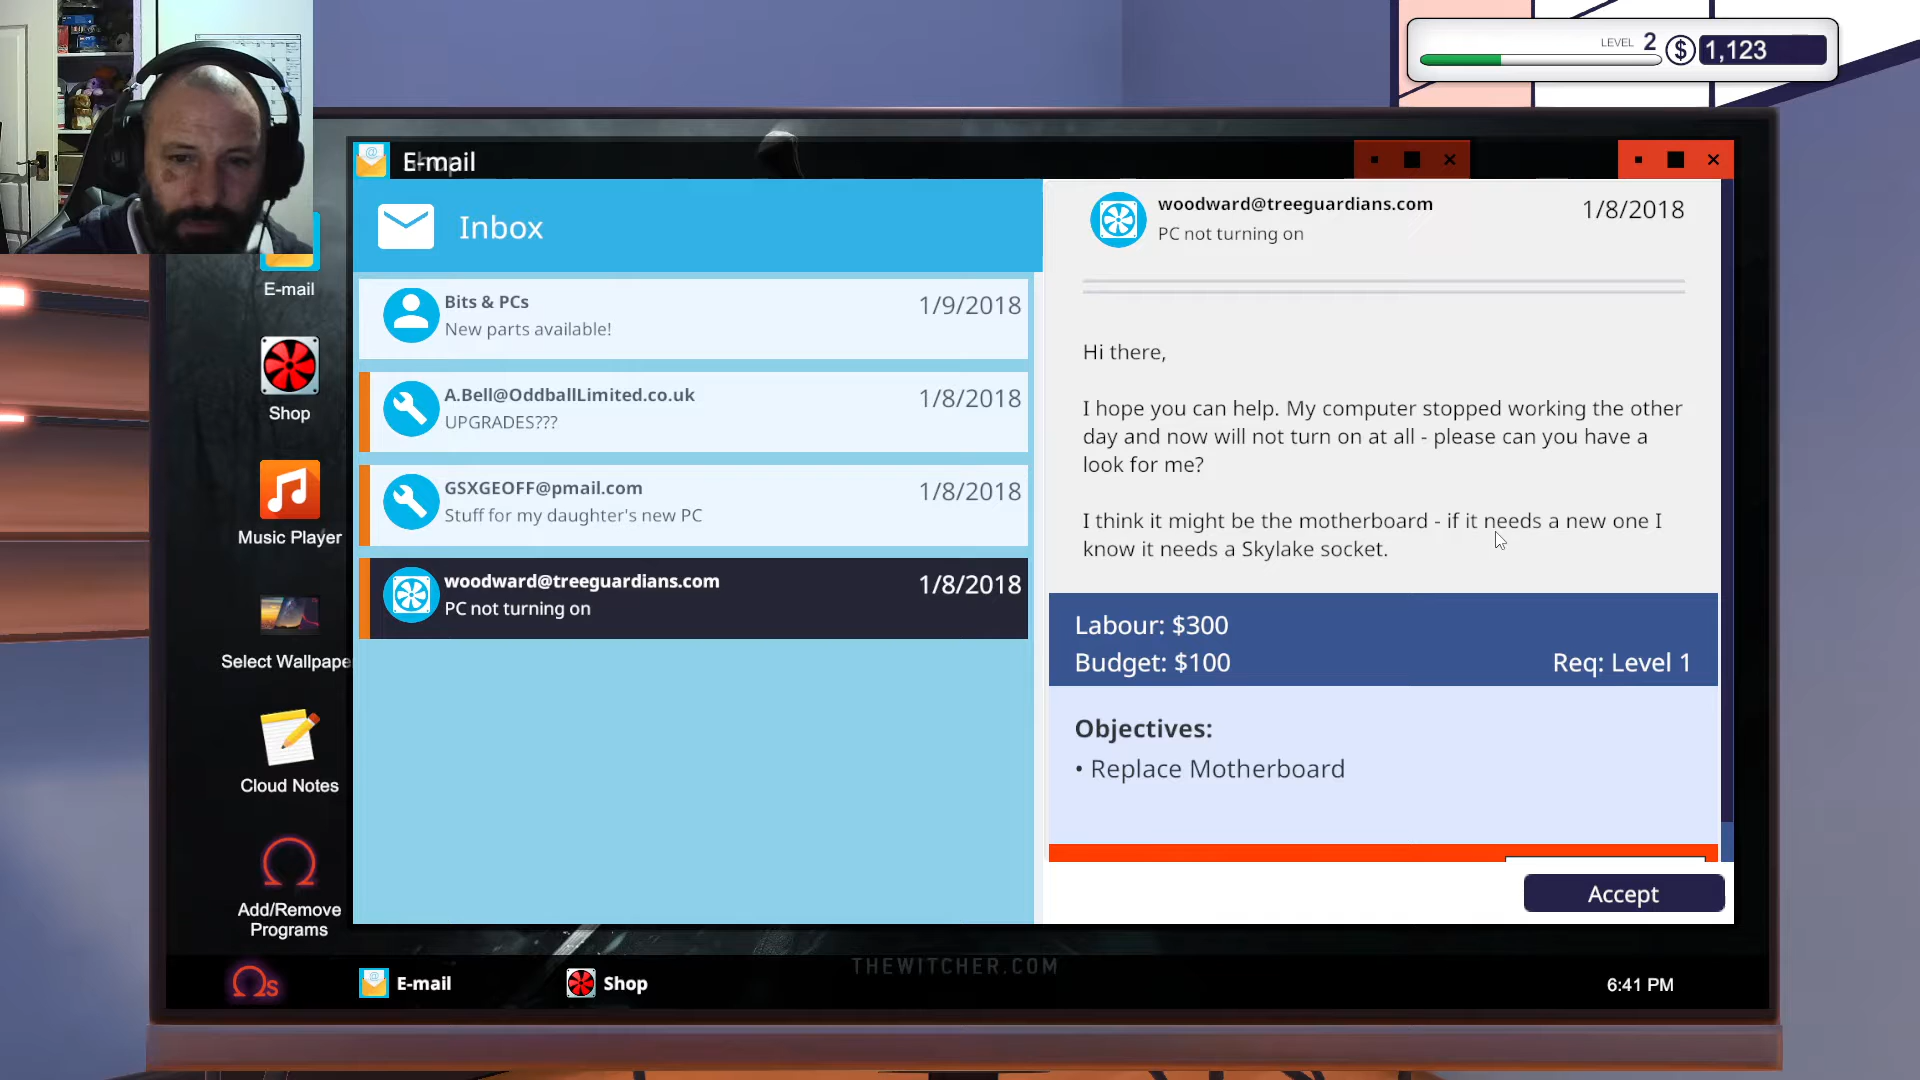 LEVEL 2
$ 1,123
E-mail
Inbox
Bits & PCs
1/9/2018
New parts available!
A.Bell@OddballLimited.co.uk
1/8/2018
UPGRADES???
GSXGEOFF@pmail.com
1/8/2018
Stuff for my daughter's new PC
woodward@treeguardians.com
1/8/2018
PC not turning on
woodward@treeguardians.com
1/8/2018
PC not turning on
Hi there,
I hope you can help. My computer stopped working the other
day and now will not turn on at all - please can you have a
look for me?
I think it might be the motherboard - if it needs a new one I
know it needs a Skylake socket.
Labour: $300
Budget: $100
Req: Level 1
Objectives:
• Replace Motherboard
Accept
E-mail
Shop
Music Player
Select Wallpape
Cloud Notes
Add/Remove
Programs
THEWITCHER.COM
Ωs
E-mail
Shop
6:41 PM